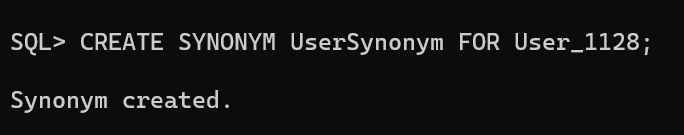 SQL> CREATE SYNONYM UserSynonym FOR User_1128;
Synonym created.